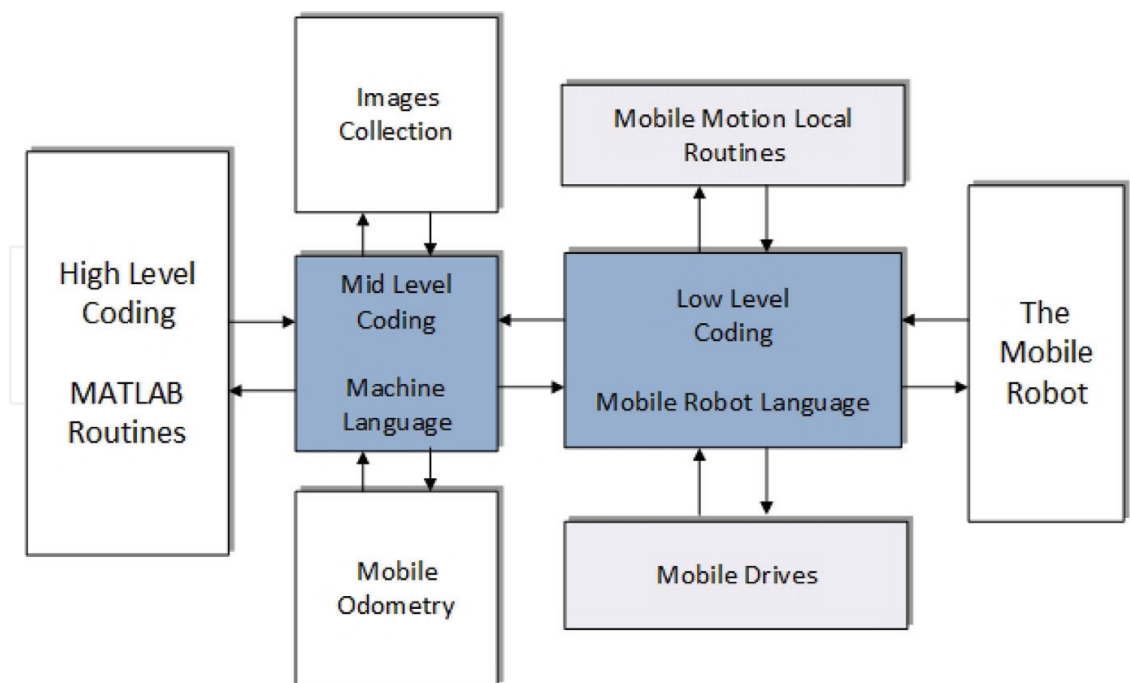 Images
Collection
Mobile Motion Local
Routines
High Level
Coding
MATLAB
Routines
Mid Level
Coding
Machine
Language
Low Level
Coding
Mobile Robot Language
The
Mobile
Robot
Mobile
Odometry
Mobile Drives